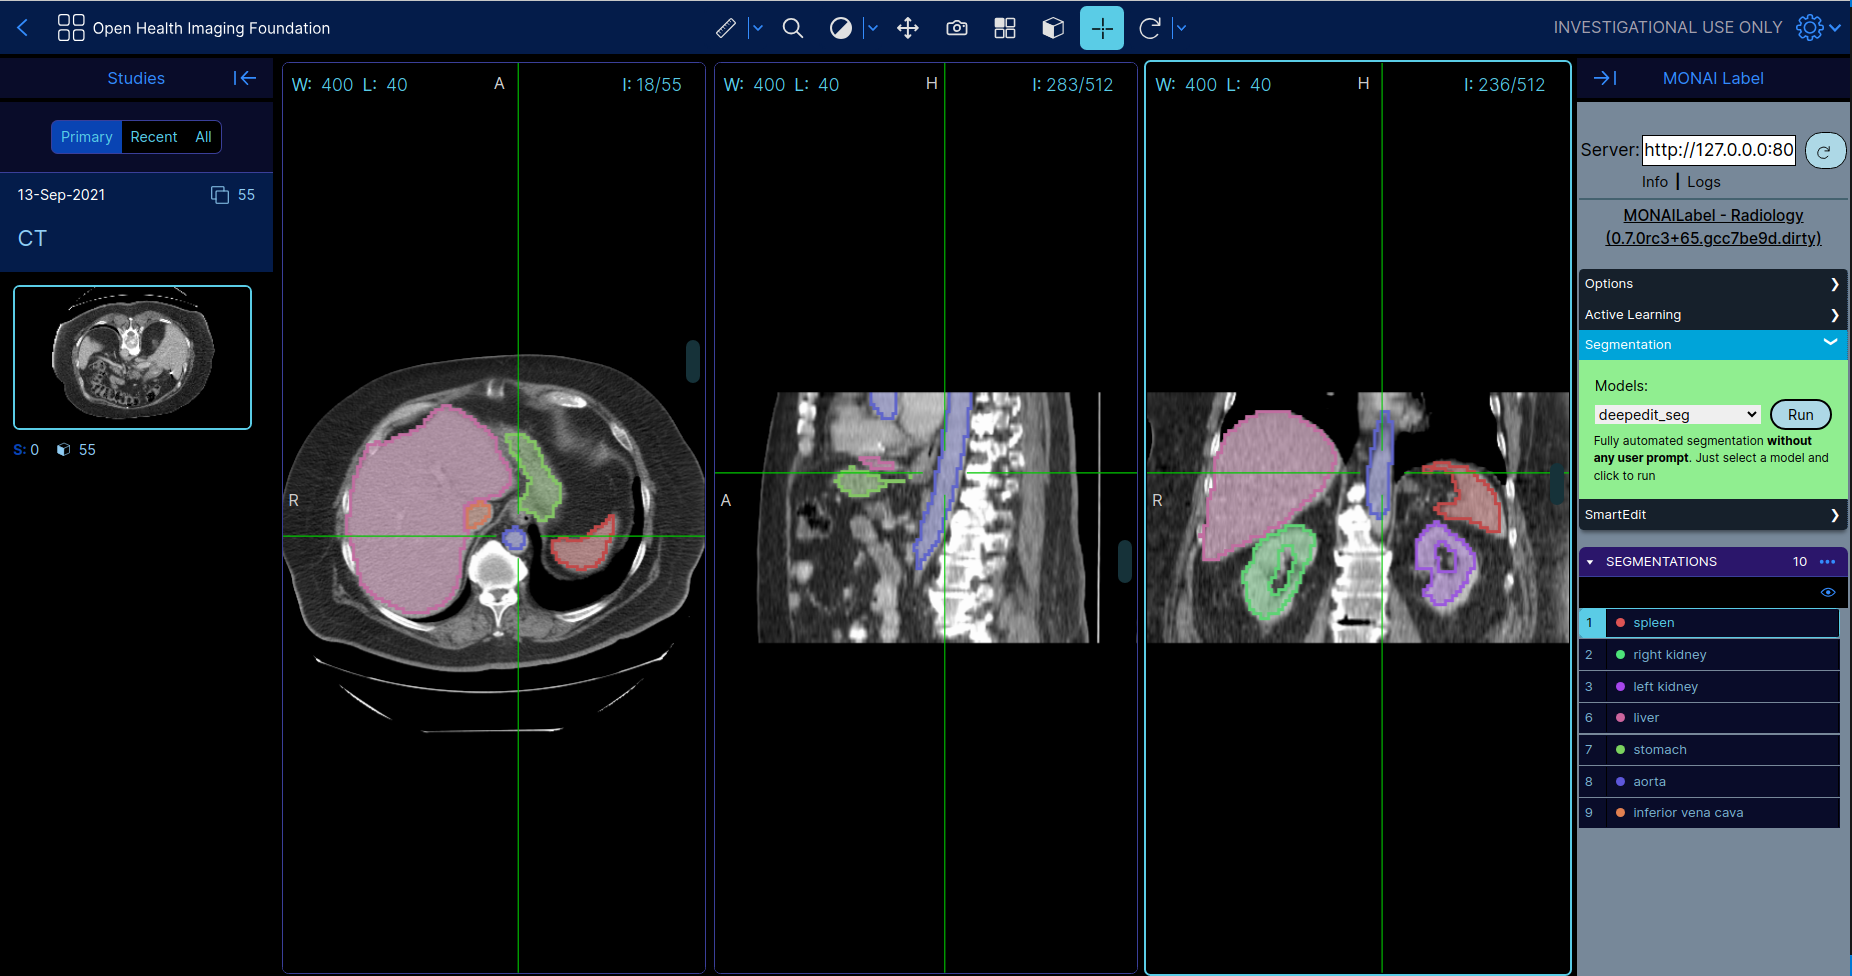 Open Health Imaging Foundation
INVESTIGATIONAL USE ONLY
Studies
Primary Recent All
13-Sep-2021 55
CT
S: 0 55
W: 400 L: 40 A I: 18/55
R
W: 400 L: 40 H I: 283/512
A
W: 400 L: 40 H I: 236/512
R
MONAI Label
Server: http://127.0.0.0:80
Info | Logs
MONAILabel - Radiology
(0.7.0rc3+65.gcc7be9d.dirty)
Options
Active Learning
Segmentation
Models:
deepedit_seg Run
Fully automated segmentation without
any user prompt. Just select a model and
click to run
SmartEdit
SEGMENTATIONS 10
1 spleen
2 right kidney
3 left kidney
6 liver
7 stomach
8 aorta
9 inferior vena cava